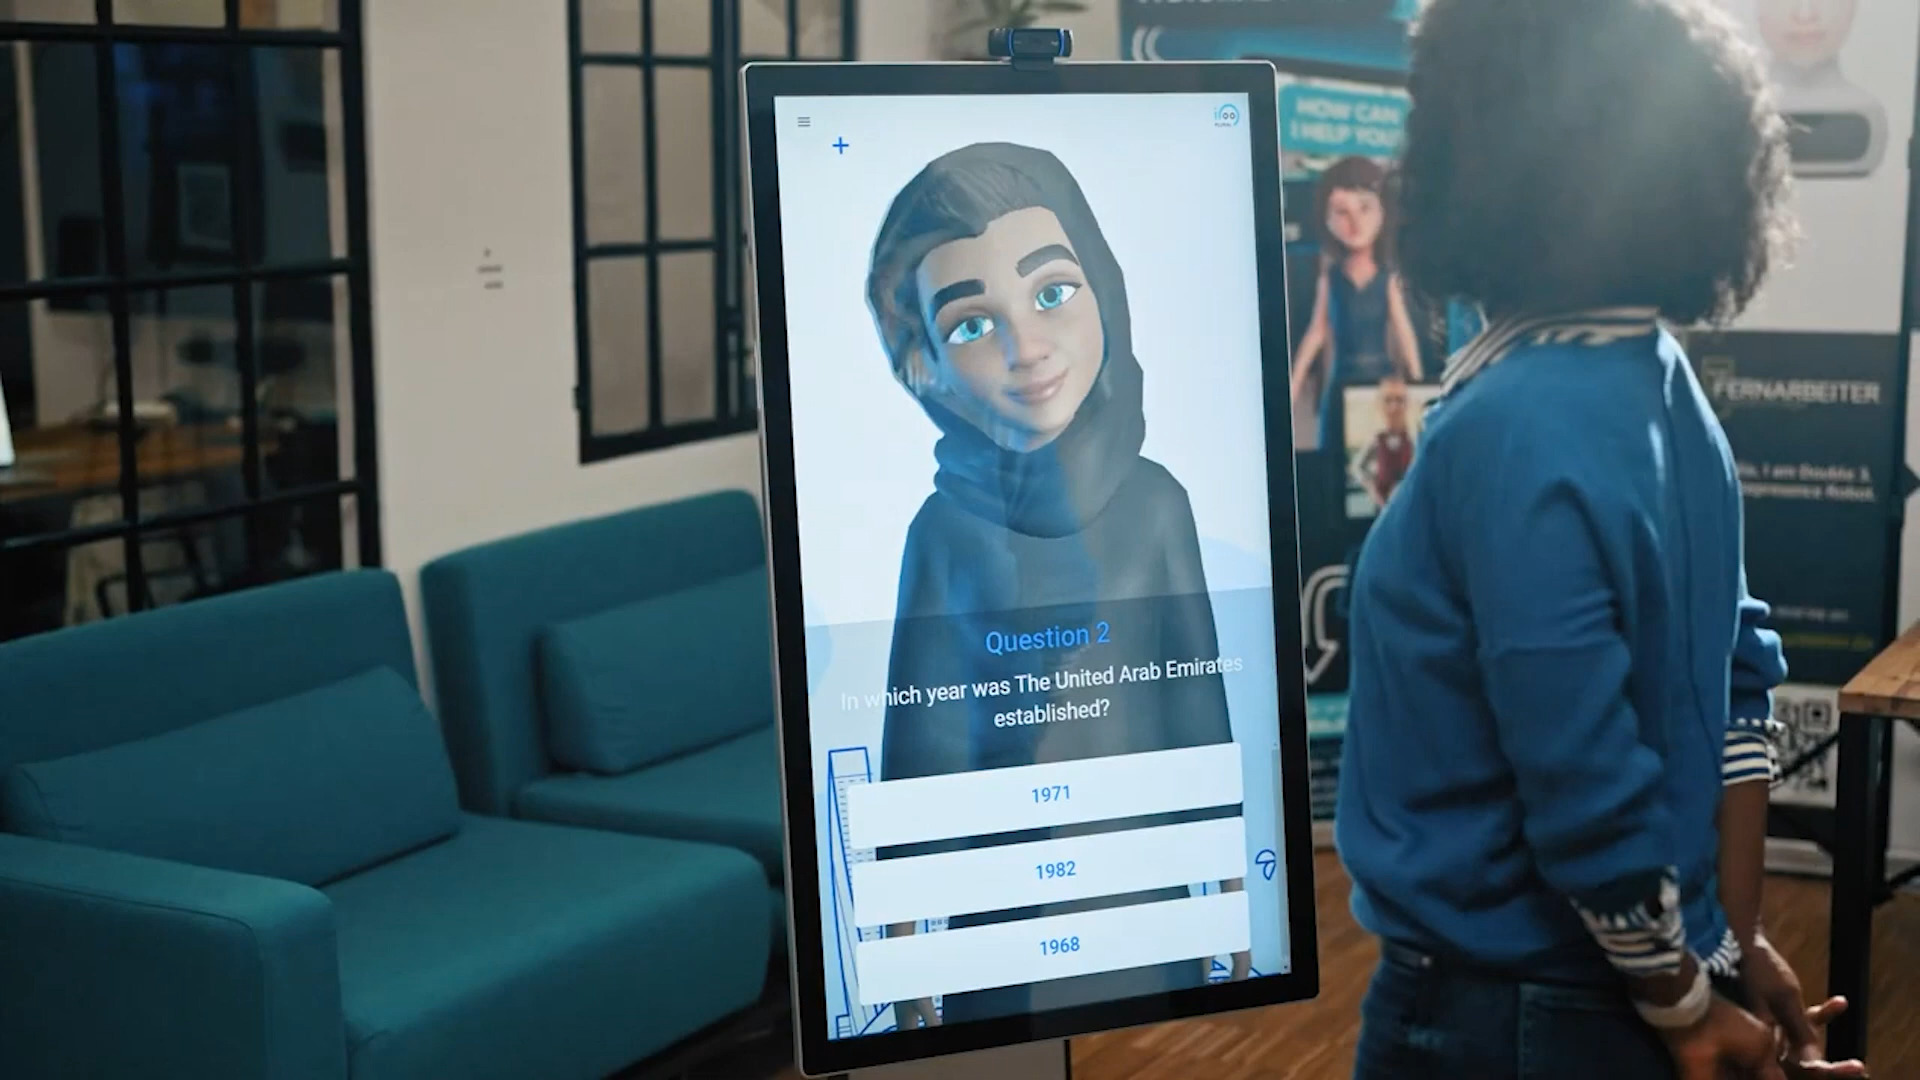 HOW CAN
I HELP YOU?
FERNARBEITER
Question 2
In which year was The United Arab Emirates
established?
1971
1982
1968